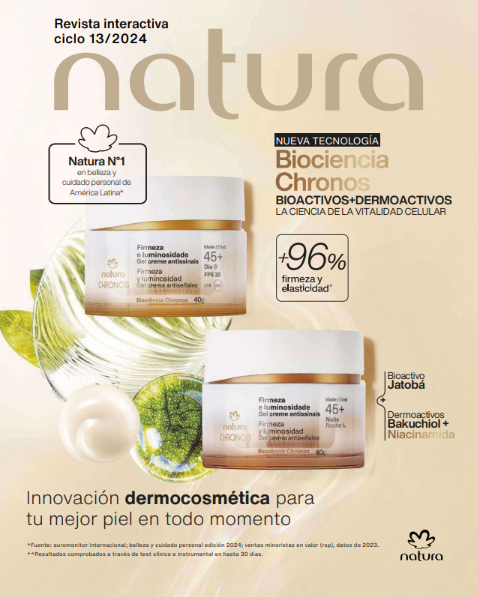 Revista interactiva
ciclo 13/2024
natura
Natura N°1
en belleza y
cuidado personal de
América Latina*
NUEVA TECNOLOGÍA
Biociencia
Chronos
BIOACTIVOS+DERMOACTIVOS
LA CIENCIA DE LA VITALIDAD CELULAR
+96%
firmeza y
elasticidad*
Firmeza
e luminosidade
Gel creme antissinais
Firmeza
y luminosidad
Gel crema antiseñales
Biociência Chronos 40g
natura
CHRONOS
45+
Dia
FPS 30
Firmeza
e luminosidade
Gel creme antissinais
Firmeza
y luminosidad
Gel crema antiseñales
Biociência Chronos 40g
natura
CHRONOS
45+
Noite
Noche
Bioactivo
Jatobá
+
Dermoactivos
Bakuchiol +
Niacinamida
Innovación dermocosmética para
tu mejor piel en todo momento
*Fuente: euromonitor internacional; belleza y cuidado personal edición 2024; ventas minoristas en valor (rsp), datos de 2023.
**Resultados comprobados a través de test clínico e instrumental en hasta 30 días.
natura